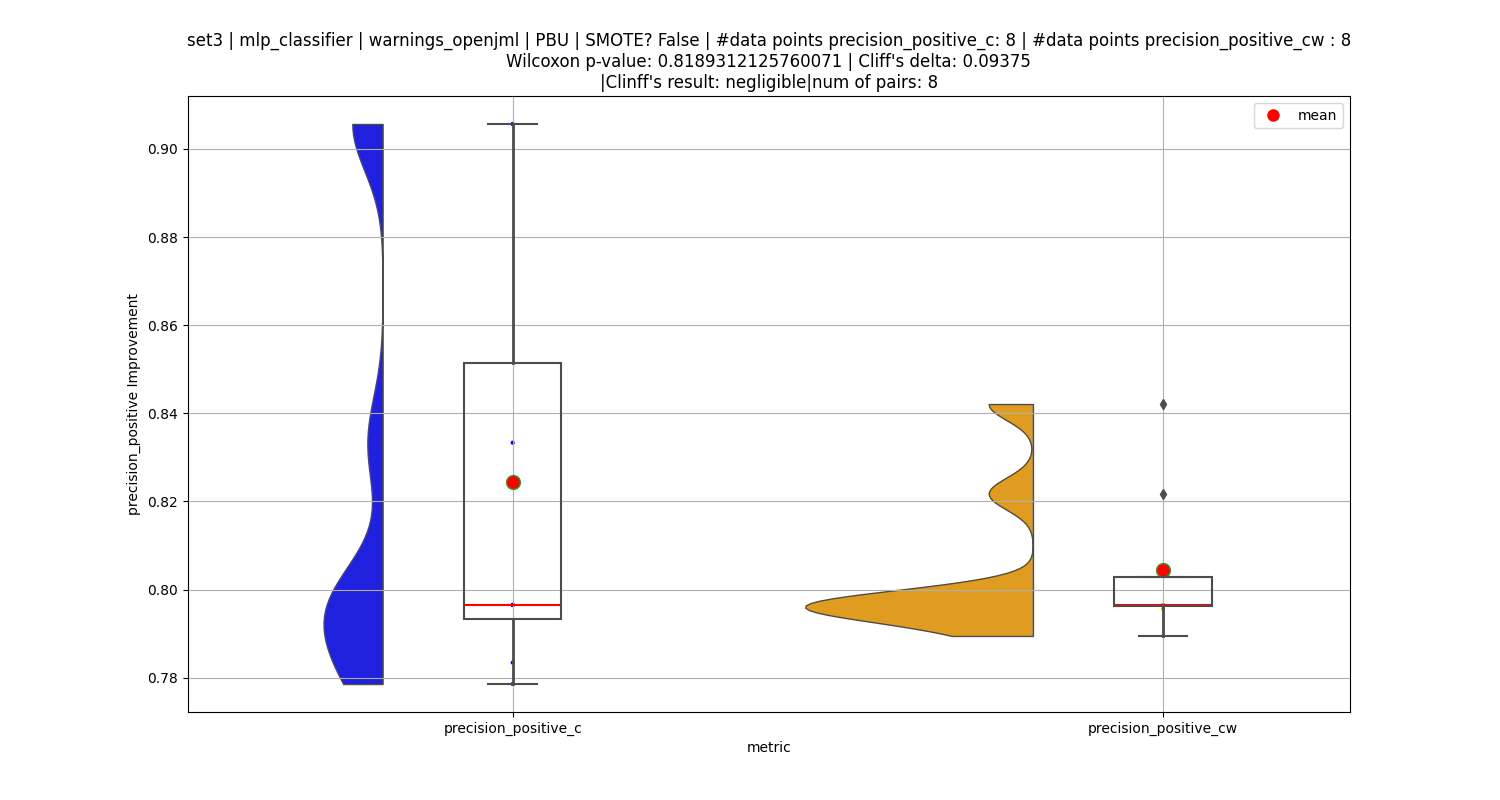 set3 | mlp_classifier | warnings_openjml | PBU | SMOTE? False | #data points precision_positive_c: 8 | #data points precision_positive_cw : 8
Wilcoxon p-value: 0.8189312125760071 | Cliff's delta: 0.09375
|Clinff's result: negligible|num of pairs: 8
mean
0.90
0.88
0.86
0.84
0.82
0.80
0.78
precision_positive Improvement
precision_positive_c
precision_positive_cw
metric